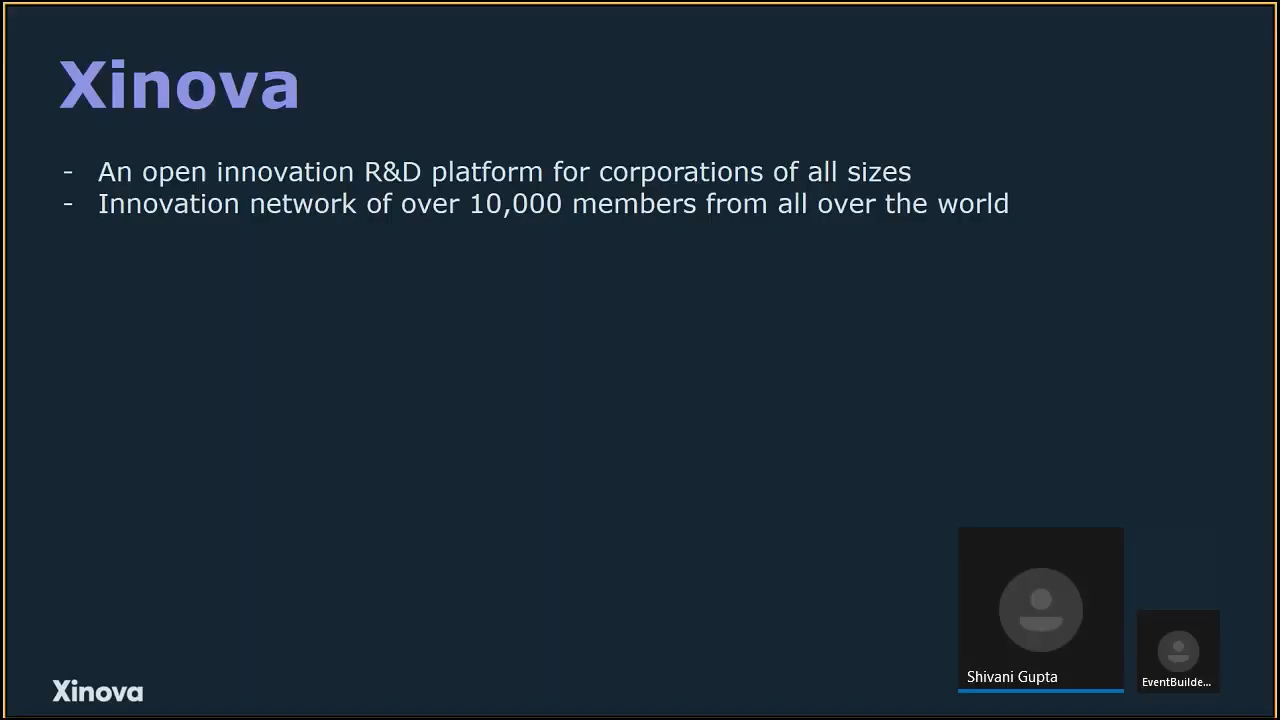 Xinova
- An open innovation R&D platform for corporations of all sizes
- Innovation network of over 10,000 members from all over the world
Shivani Gupta
EventBuilde...
Xinova